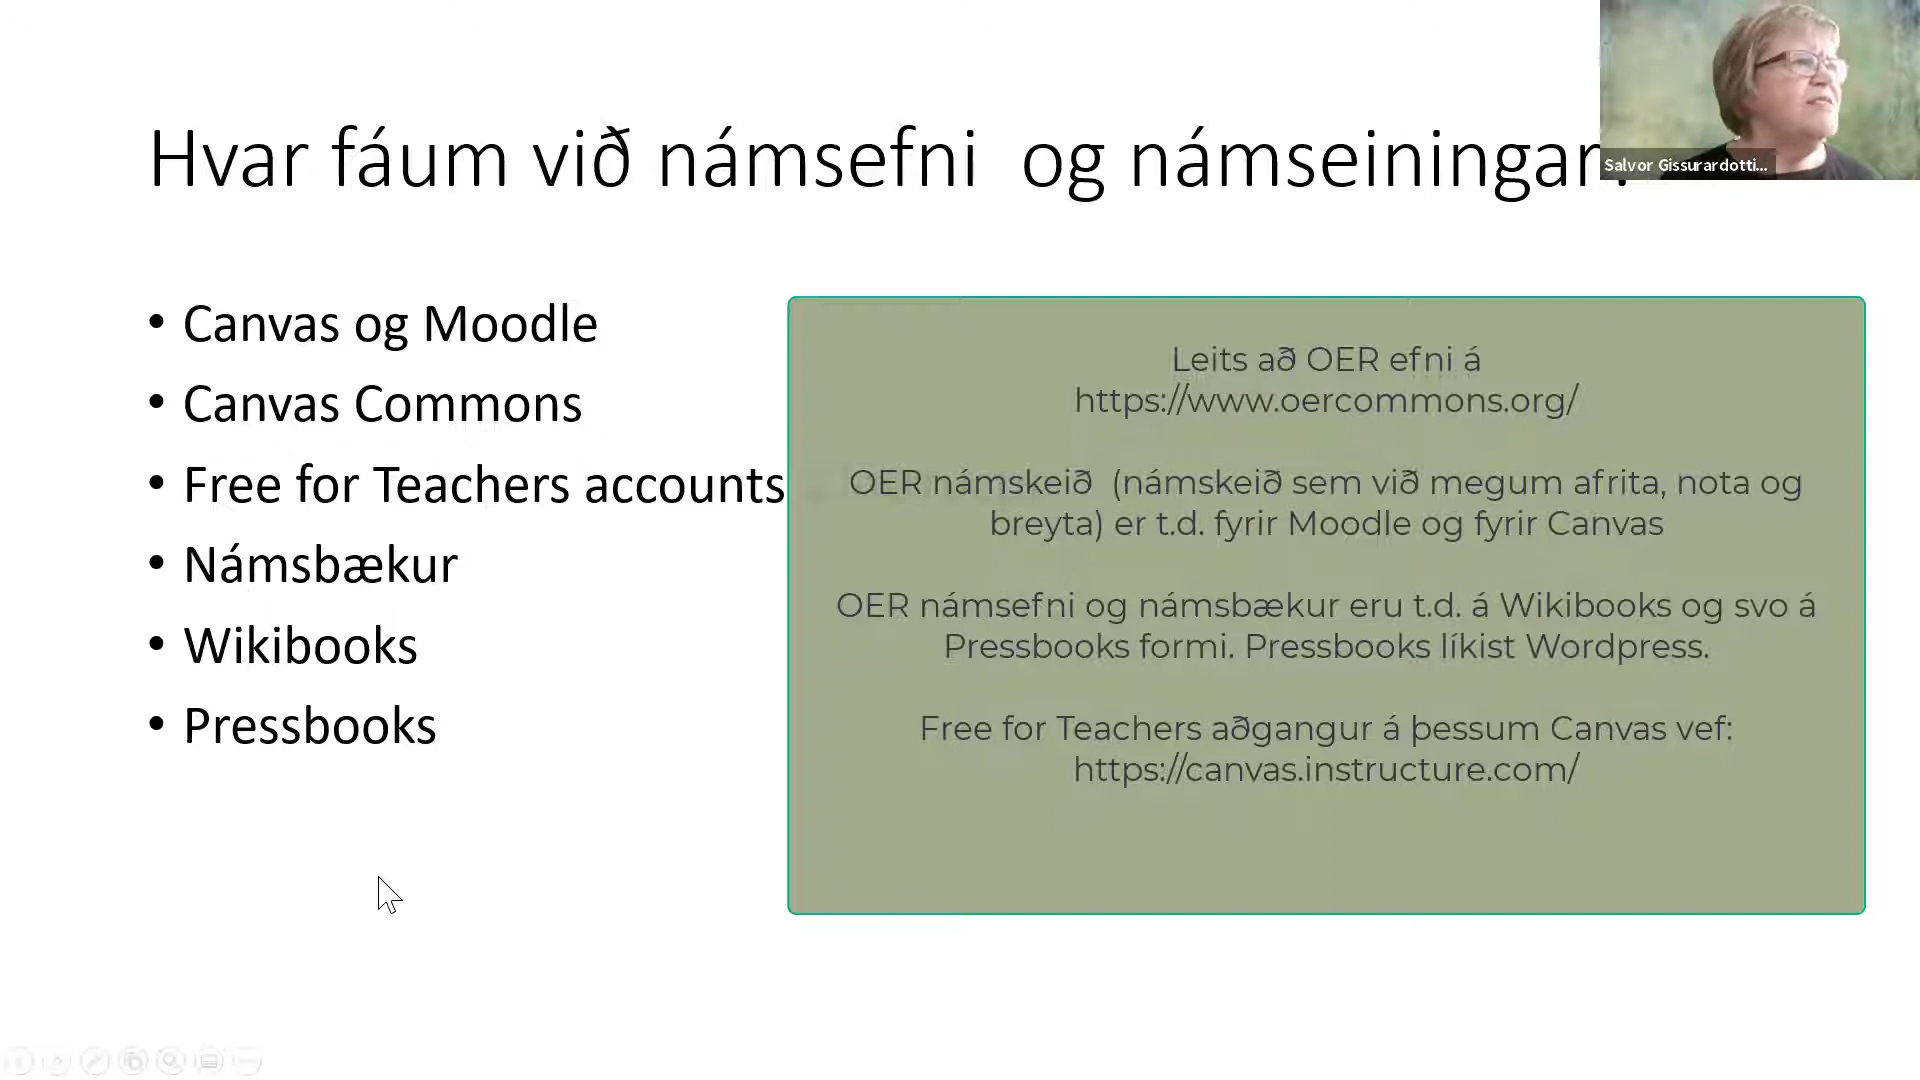 Hvar fáum við námsefni og námseiningar?
Salvor Gissurardotti...
• Canvas og Moodle
• Canvas Commons
• Free for Teachers accounts
• Námsbækur
• Wikibooks
• Pressbooks
Leits að OER efni á
https://www.oercommons.org/
OER námskeið (námskeið sem við megum afrita, nota og
breyta) er t.d. fyrir Moodle og fyrir Canvas
OER námsefni og námsbækur eru t.d. á Wikibooks og svo á
Pressbooks formi. Pressbooks líkist Wordpress.
Free for Teachers aðgangur á þessum Canvas vef:
https://canvas.instructure.com/